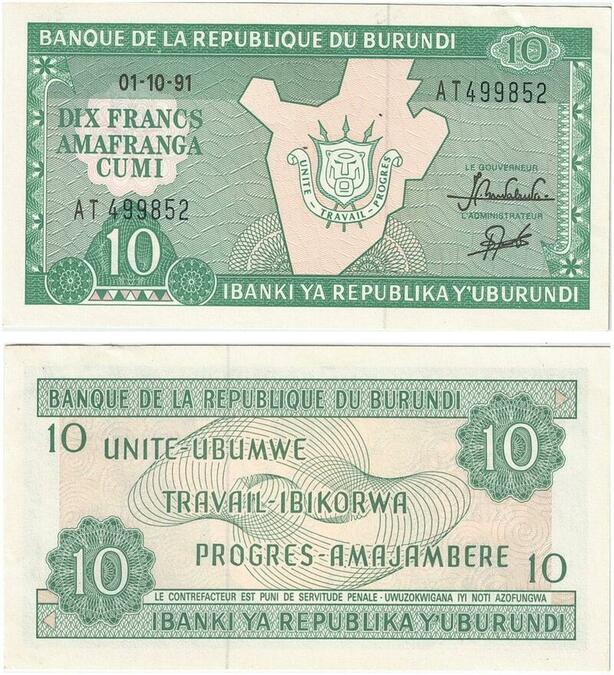 BANQUE DE LA REPUBLIQUE DU BURUNDI 10
01-10-91
AT499852
DIX FRANCS
AMAFRANGA
CUMI
UNITE - TRAVAIL - PROGRES
LE GOUVERNEUR
L'ADMINISTRATEUR
AT 499852
10
IBANKI YA REPUBLIKA Y'UBURUNDI
BANQUE DE LA REPUBLIQUE DU BURUNDI
10 UNITE-UBUMWE 10
TRAVAIL-IBIKORWA
10 PROGRES-AMAJAMBERE 10
LE CONTREFACTEUR EST PUNI DE SERVITUDE PENALE · UWUZOKWIGANA IYI NOTI AZOFUNGWA
IBANKI YA REPUBLIKA Y'UBURUNDI